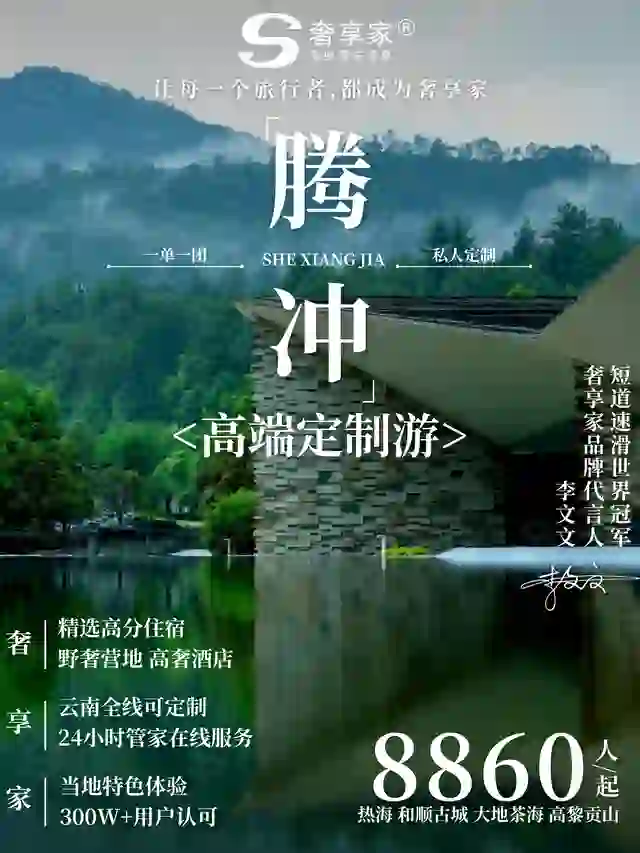 S 奢享家®
让每一个旅行者,都成为奢享家
「腾
一单一团
SHE XIANG JIA
私人定制
冲」
<高端定制游>
短道速滑世界冠军
奢享家品牌代言人
李文文
奢
精选高分住宿
野奢营地 高奢酒店
享
云南全线可定制
24小时管家在线服务
家
当地特色体验
300W+用户认可
8860人/起
热海 和顺古城 大地茶海 高黎贡山